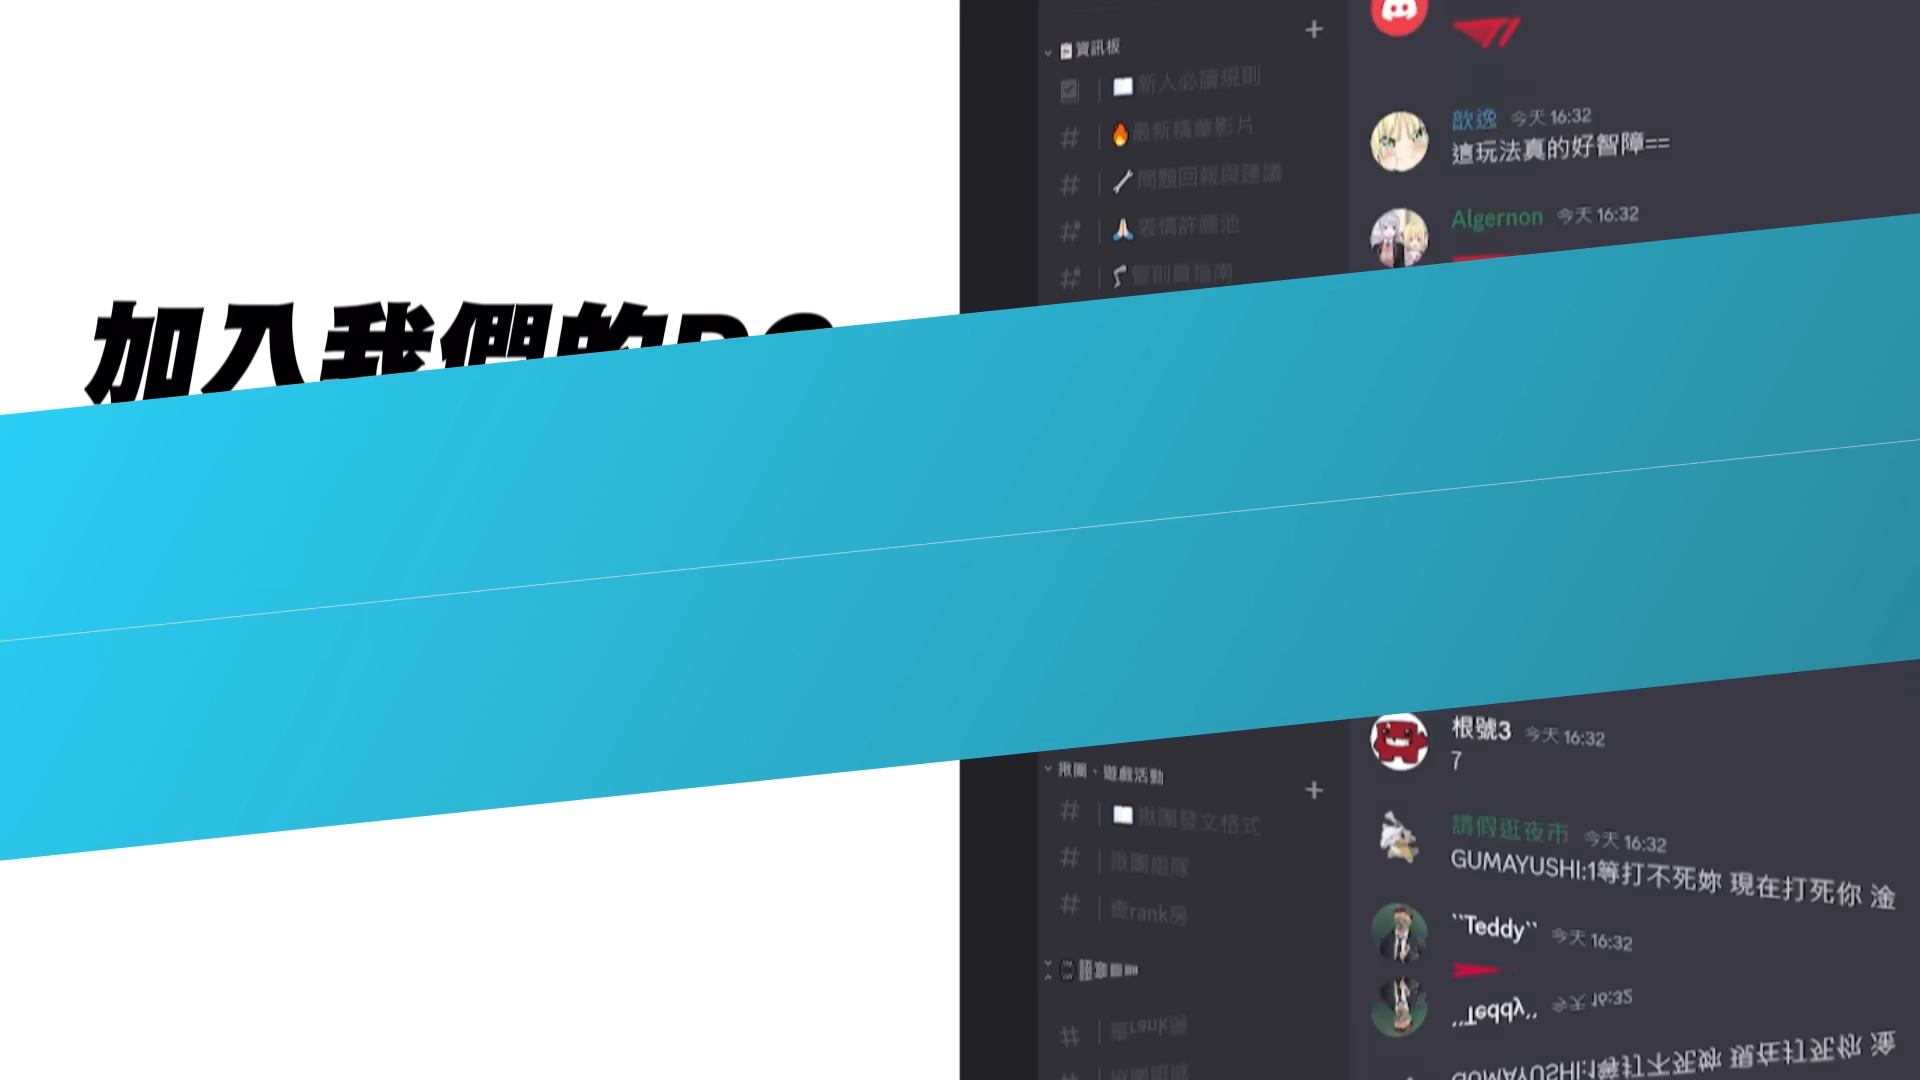 加入我們的DC
資訊板
新人必讀規則
最新精華影片
問題回報與建議
表情許願池
歆逸 今天 16:32
這玩法真的好智障==
Algernon 今天 16:32
根號3 今天 16:32
7
揪團、遊戲活動
揪團發文格式
揪團組隊
查rank房
請假逛夜市 今天 16:32
GUMAYUSHI:1等打不死妳 現在打死你 淦
``Teddy`` 今天 16:32